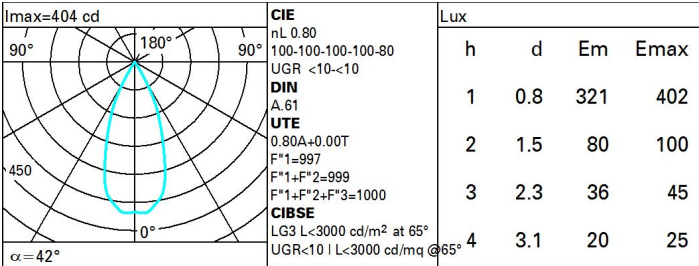 Imax=404 cd
90°
180°
90°
450
0°
α=42°
CIE
nL 0.80
100-100-100-100-80
UGR <10-<10
DIN
A.61
UTE
0.80A+0.00T
F"1=997
F"1+F"2=999
F"1+F"2+F"3=1000
CIBSE
LG3 L<3000 cd/m² at 65°
UGR<10 | L<3000 cd/mq @65°
Lux
h d Em Emax
1 0.8 321 402
2 1.5 80 100
3 2.3 36 45
4 3.1 20 25